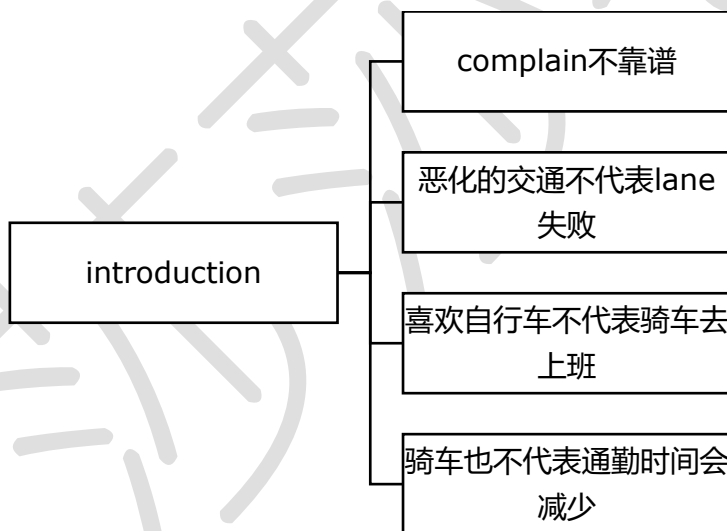 complain不靠谱
恶化的交通不代表lane
失败
introduction
喜欢自行车不代表骑车去
上班
骑车也不代表通勤时间会
减少